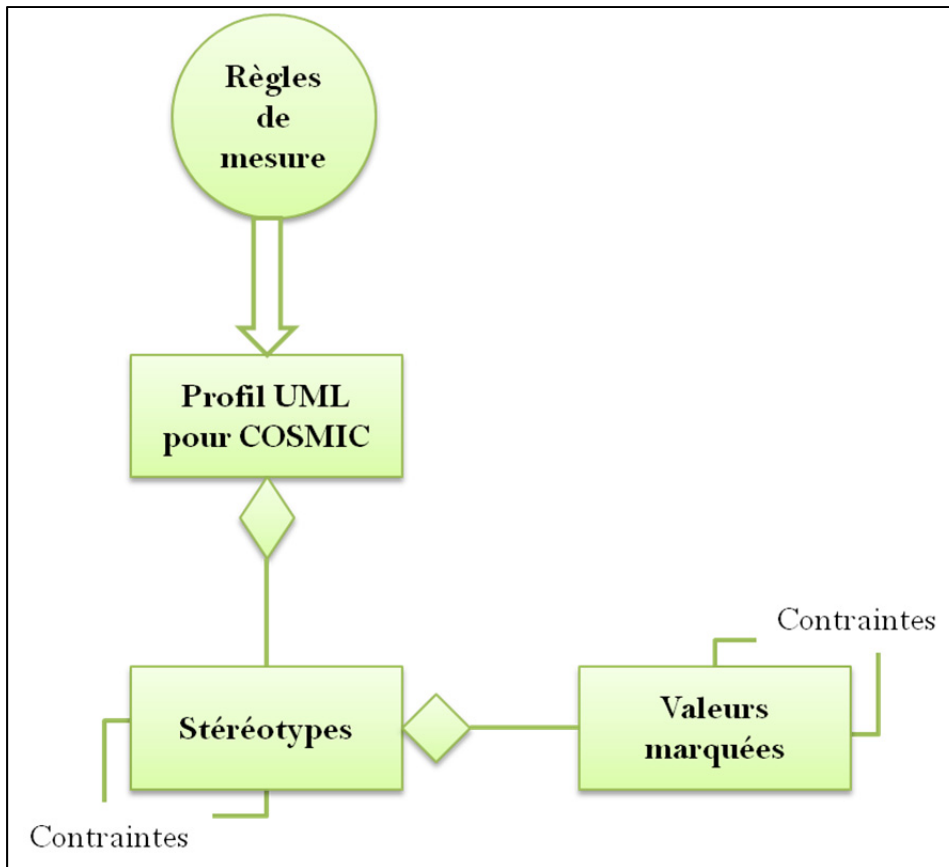 Règles
de
mesure
Profil UML
pour COSMIC
Contraintes
Stéréotypes
Valeurs
marquées
Contraintes